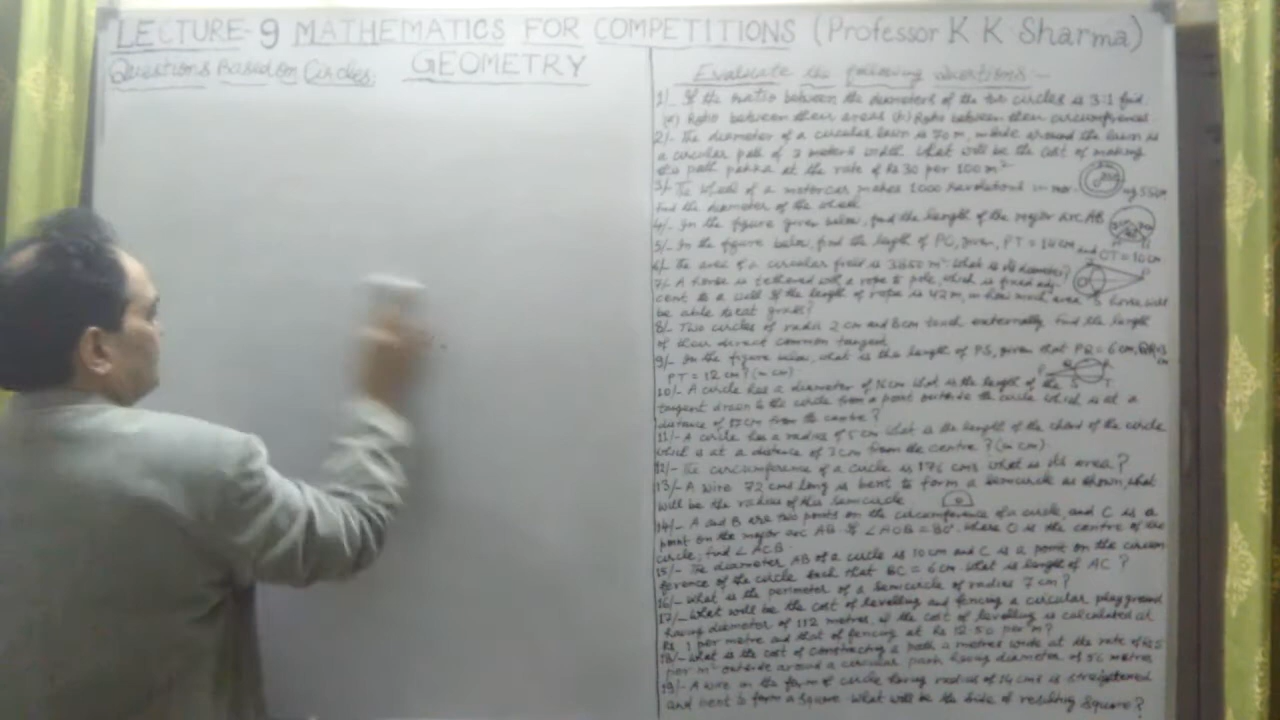 LECTURE-9 MATHEMATICS FOR COMPETITIONS (Professor K K Sharma)
Questions Based on Circles:
GEOMETRY
Evaluate the following Questions:-
1/- If the ratio between the diameters of the two circles is 3:1 find
(a) Ratio between their areas (b) Ratio between their circumferences
2/- The diameter of a circular lawn is 70 m, while around the lawn is
a circular path of 7 meters width. What will be the cost of making
the path pakka at the rate of Rs 30 per 100 m²
3/- The wheel of a motorcar makes 1000 revolutions in
find the diameter of the wheel
4/- In the figure given below, find the length of the major arc AB
5/- In the figure below, find the length of PO, given, PT = 14 cm and OT = 10 cm
6/- The area of a circular field is 3850 m². What is its diameter?
7/- A horse is tethered with a rope to pole, which is fixed adj-
cent to a wall If the length of rope is 42 m, in how much area horse will
be able to eat grass?
8/- Two circles of radii 2 cm and 8 cm touch externally find the length
of their direct common tangent
9/- In the figure below, what is the length of PS, given that PQ = 6 cm, QR
PT = 12 cm? (in cm)
10/- A circle has a diameter of 16 cm what is the length of the
tangent drawn to the circle from a point outside the circle which is at a
distance of cm from the centre?
11/- A circle has a radius of 5 cm what is the length of the chord of the circle
which is at a distance of 3 cm from the centre? (in cm)
12/- The circumference of a circle is 176 cms what is its area?
13/- A wire 72 cms long is bent to form a semicircle as shown, what
will be the radius of this semicircle
14/- A and B are two points on the circumference of a circle and C is a
point on the major arc AB If ∠AOB = 80° where O is the centre of the
circle, find ∠ACB
15/- The diameter AB of a circle is 10 cm and C is a point on the circum
ference of the circle such that BC = 6 cm what is length of AC?
16/- What is the perimeter of a semicircle of radius 7 cm?
17/- What will be the cost of levelling and fencing a circular playground
having diameter of 112 metres, if the cost of levelling is calculated at
Rs 1 per metre and that of fencing at Rs 12.50 per m?
18/- What is the cost of constructing a path metres wide at the rate of Rs 5
per m² outside around a circular park having diameter of 56 metres
19/- A wire in the form of circle having radius of 14 cms is straightened
and bent to form a square. What will be the side of resulting square?